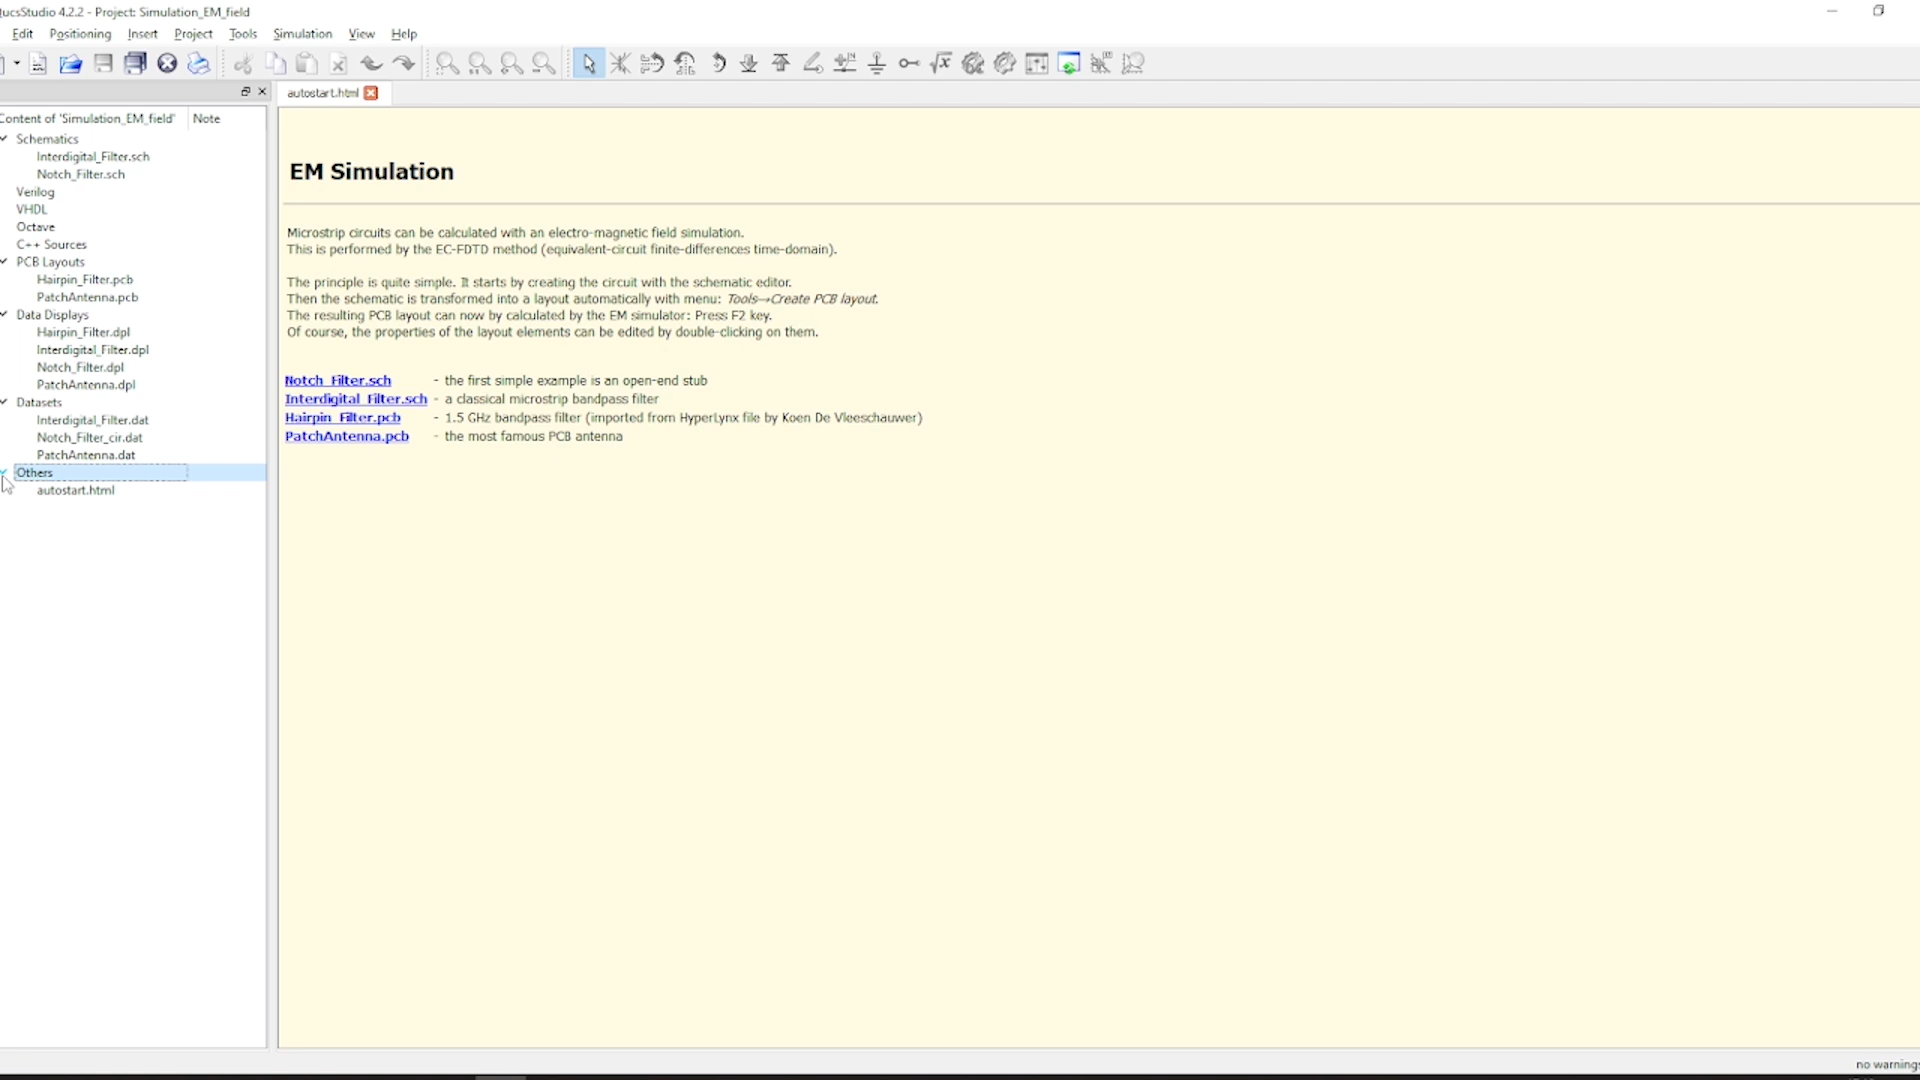 ucsStudio 4.2.2 - Project: Simulation_EM_field
Edit Positioning Insert Project Tools Simulation View Help
autostart.html
Content of 'Simulation_EM_field' Note
Schematics
Interdigital_Filter.sch
Notch_Filter.sch
Verilog
VHDL
Octave
C++ Sources
PCB Layouts
Hairpin_Filter.pcb
PatchAntenna.pcb
Data Displays
Hairpin_Filter.dpl
Interdigital_Filter.dpl
Notch_Filter.dpl
PatchAntenna.dpl
Datasets
Interdigital_Filter.dat
Notch_Filter_cir.dat
PatchAntenna.dat
Others
autostart.html
EM Simulation
Microstrip circuits can be calculated with an electro-magnetic field simulation.
This is performed by the EC-FDTD method (equivalent-circuit finite-differences time-domain).
The principle is quite simple. It starts by creating the circuit with the schematic editor.
Then the schematic is transformed into a layout automatically with menu: Tools→Create PCB layout.
The resulting PCB layout can now by calculated by the EM simulator: Press F2 key.
Of course, the properties of the layout elements can be edited by double-clicking on them.
Notch_Filter.sch - the first simple example is an open-end stub
Interdigital_Filter.sch - a classical microstrip bandpass filter
Hairpin_Filter.pcb - 1.5 GHz bandpass filter (imported from HyperLynx file by Koen De Vleeschauwer)
PatchAntenna.pcb - the most famous PCB antenna
no warnings